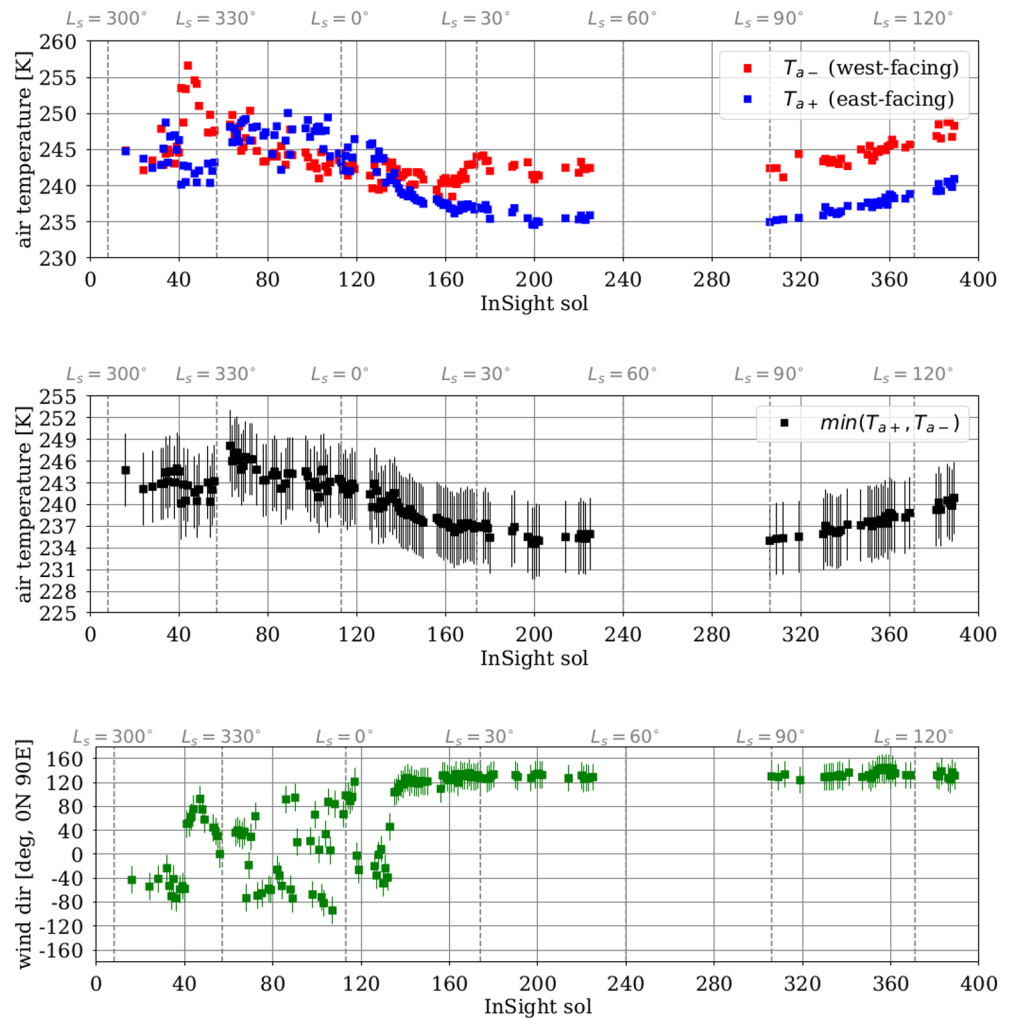 L_s = 300° L_s = 330° L_s = 0° L_s = 30° L_s = 60° L_s = 90° L_s = 120°
260
255
250
245
240
235
230
air temperature [K]
T_{a−} (west-facing)
T_{a+} (east-facing)
0 40 80 120 160 200 240 280 320 360 400
InSight sol
L_s = 300° L_s = 330° L_s = 0° L_s = 30° L_s = 60° L_s = 90° L_s = 120°
255
252
249
246
243
240
237
234
231
228
225
air temperature [K]
min(T_{a+}, T_{a−})
0 40 80 120 160 200 240 280 320 360 400
InSight sol
L_s = 300° L_s = 330° L_s = 0° L_s = 30° L_s = 60° L_s = 90° L_s = 120°
160
120
80
40
0
-40
-80
-120
-160
wind dir [deg, 0N 90E]
0 40 80 120 160 200 240 280 320 360 400
InSight sol